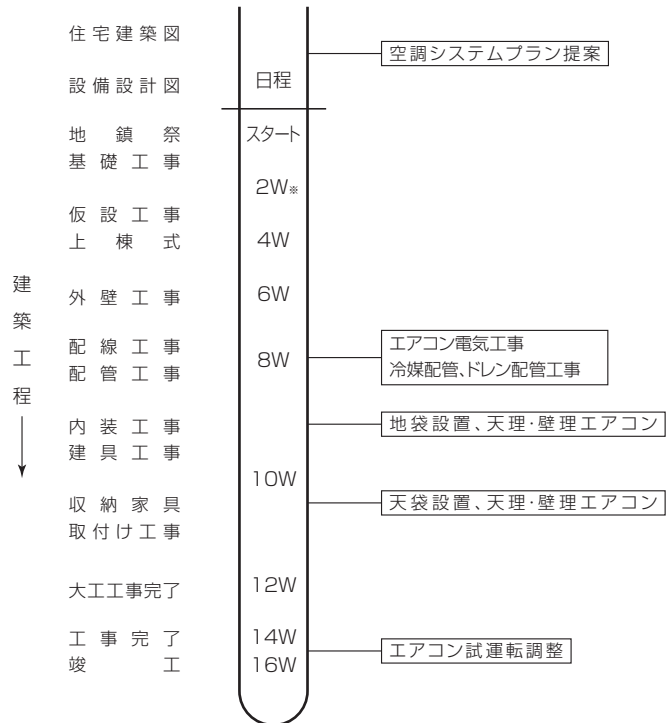 住宅建築図
空調システムプラン提案
設備設計図
日程
地鎮祭
スタート
基礎工事
2W※
仮設工事
上棟式
4W
建築工程
外壁工事
6W
配線工事
配管工事
8W
エアコン電気工事
冷媒配管、ドレン配管工事
内装工事
建具工事
地袋設置、天理・壁理エアコン
10W
収納家具
取付け工事
天袋設置、天理・壁理エアコン
大工工事完了
12W
工事完了
14W
竣工
16W
エアコン試運転調整